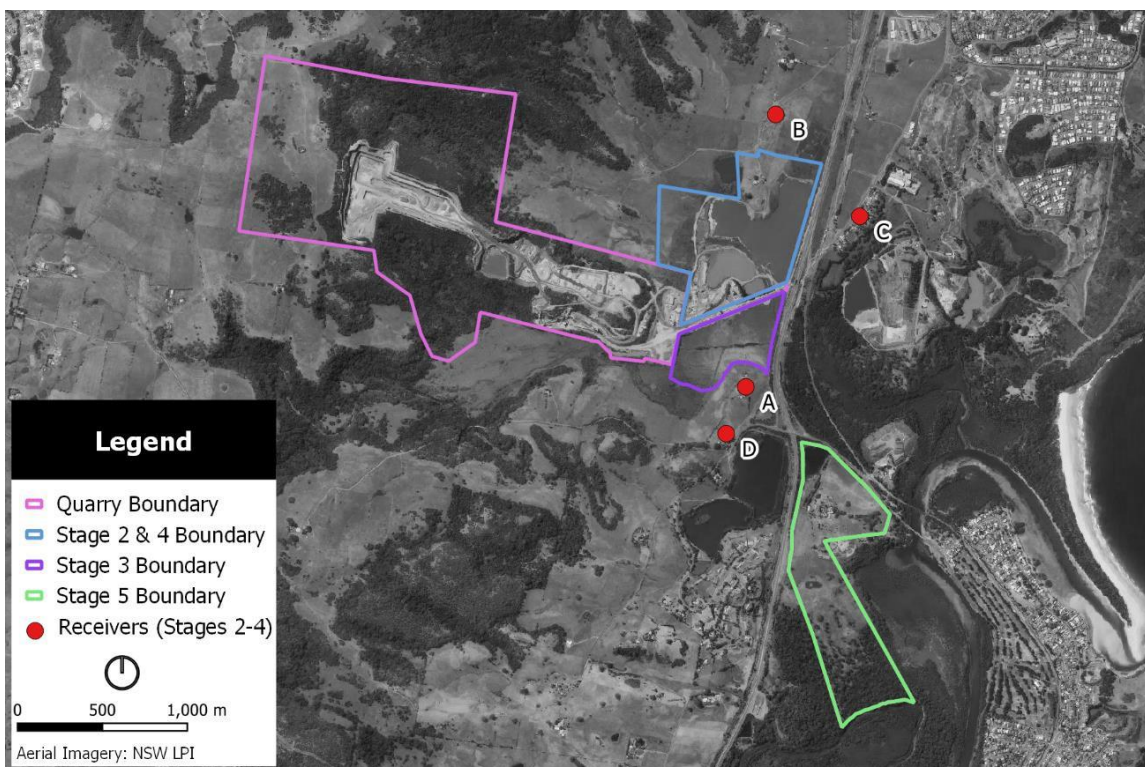 B
C
A
D
Legend
Quarry Boundary
Stage 2 & 4 Boundary
Stage 3 Boundary
Stage 5 Boundary
Receivers (Stages 2-4)
0 500 1,000 m
Aerial Imagery: NSW LPI